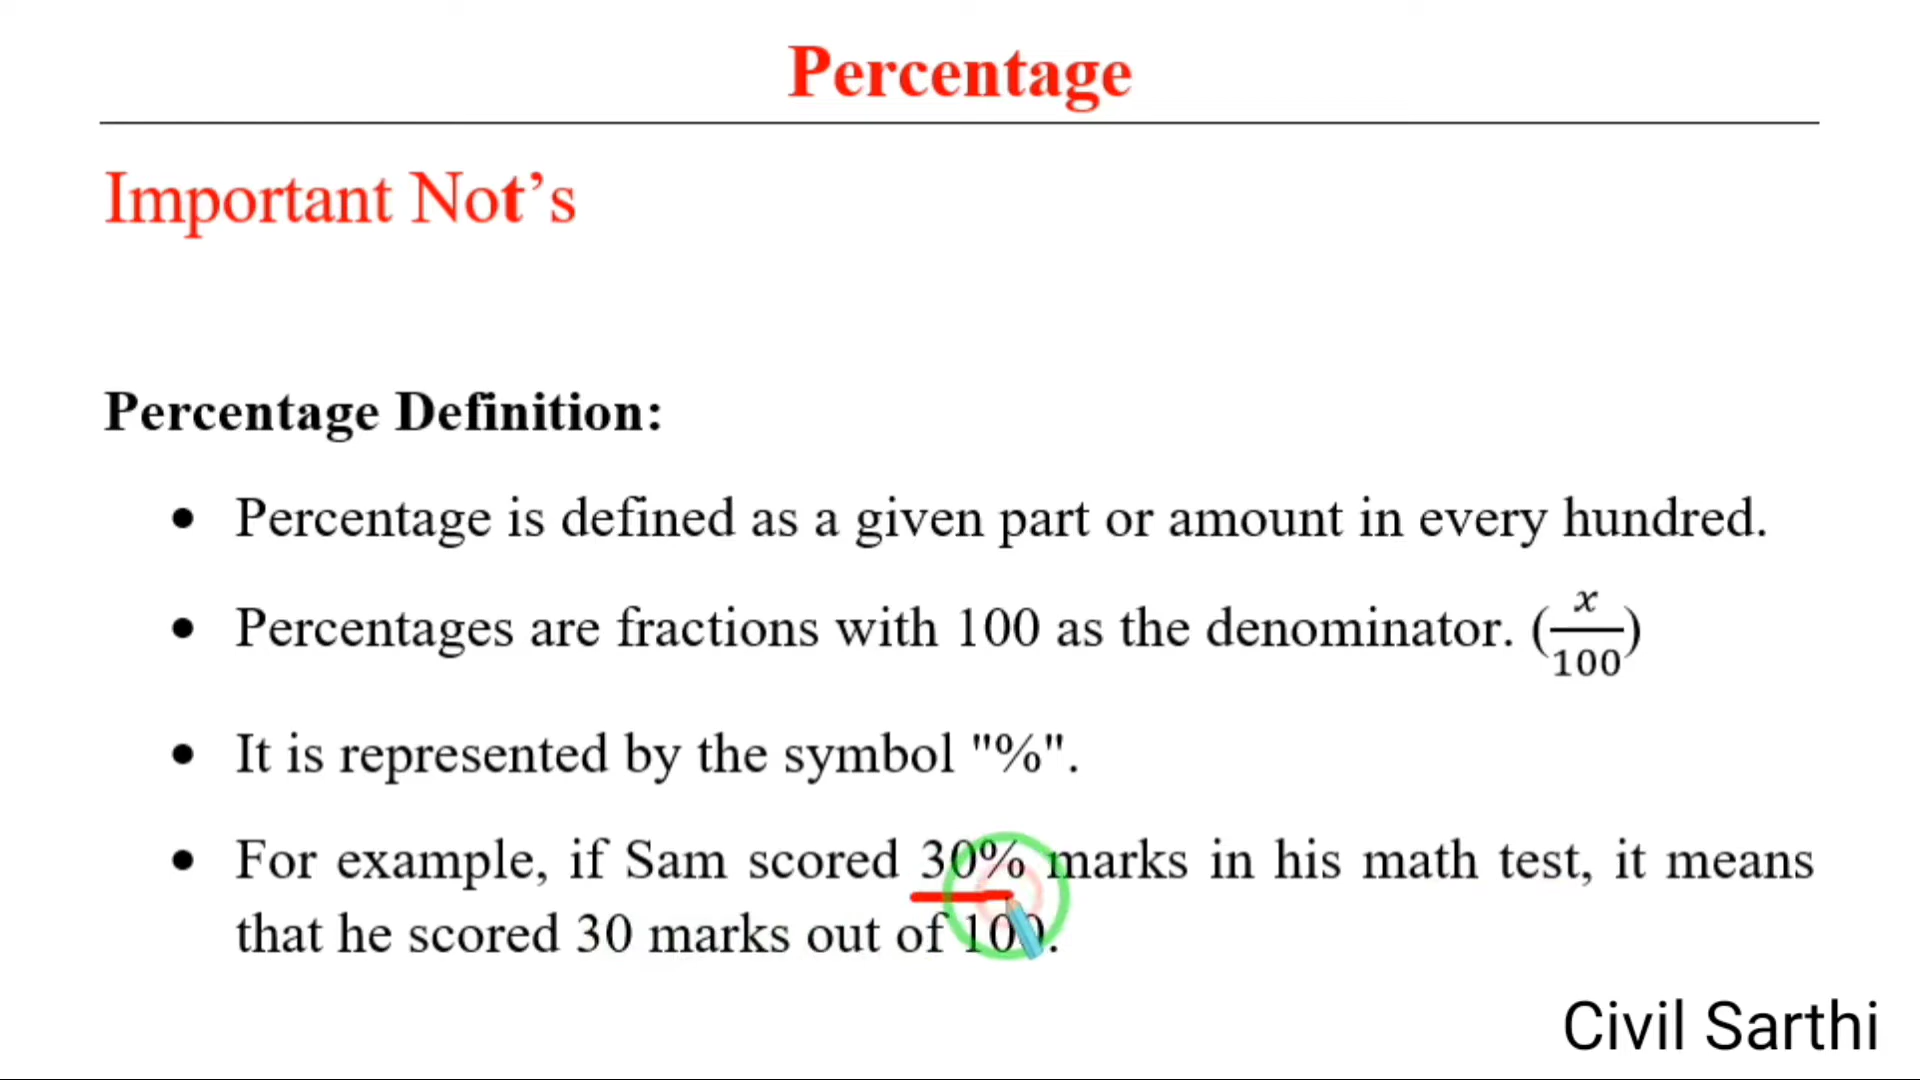 Percentage
Important Not’s
Percentage Definition:
• Percentage is defined as a given part or amount in every hundred.
• Percentages are fractions with 100 as the denominator. (x/100)
• It is represented by the symbol "%".
• For example, if Sam scored 30% marks in his math test, it means
that he scored 30 marks out of 100.
Civil Sarthi